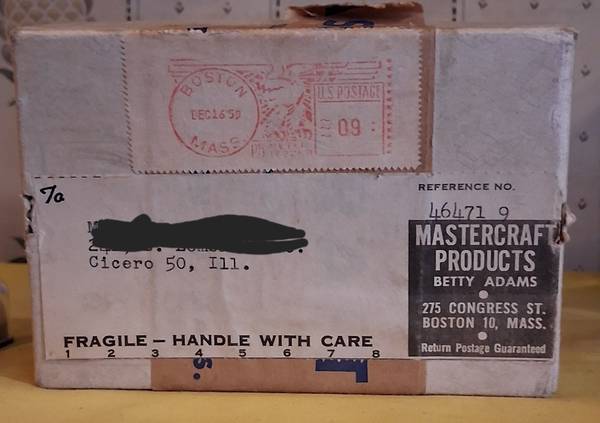 BOSTON
DEC 16 59
MASS.
U.S. POSTAGE
09
To
REFERENCE NO.
46471 9
Cicero 50, Ill.
MASTERCRAFT
PRODUCTS
BETTY ADAMS
275 CONGRESS ST.
BOSTON 10, MASS.
Return Postage Guaranteed
FRAGILE — HANDLE WITH CARE
1 2 3 4 5 6 7 8